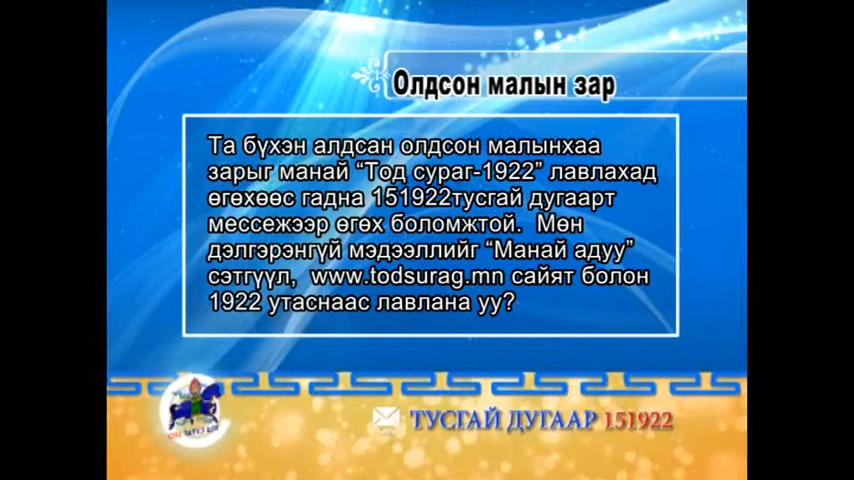 Олдсон малын зар
Та бүхэн алдсан олдсон малынхаа
зарыг манай “Тод сураг-1922” лавлахад
өгөхөөс гадна 151922тусгай дугаарт
мессежээр өгөх боломжтой. Мөн
дэлгэрэнгүй мэдээллийг “Манай адуу”
сэтгүүл, www.todsurag.mn сайят болон
1922 утаснаас лавлана уу?
ТУСГАЙ ДУГААР 151922